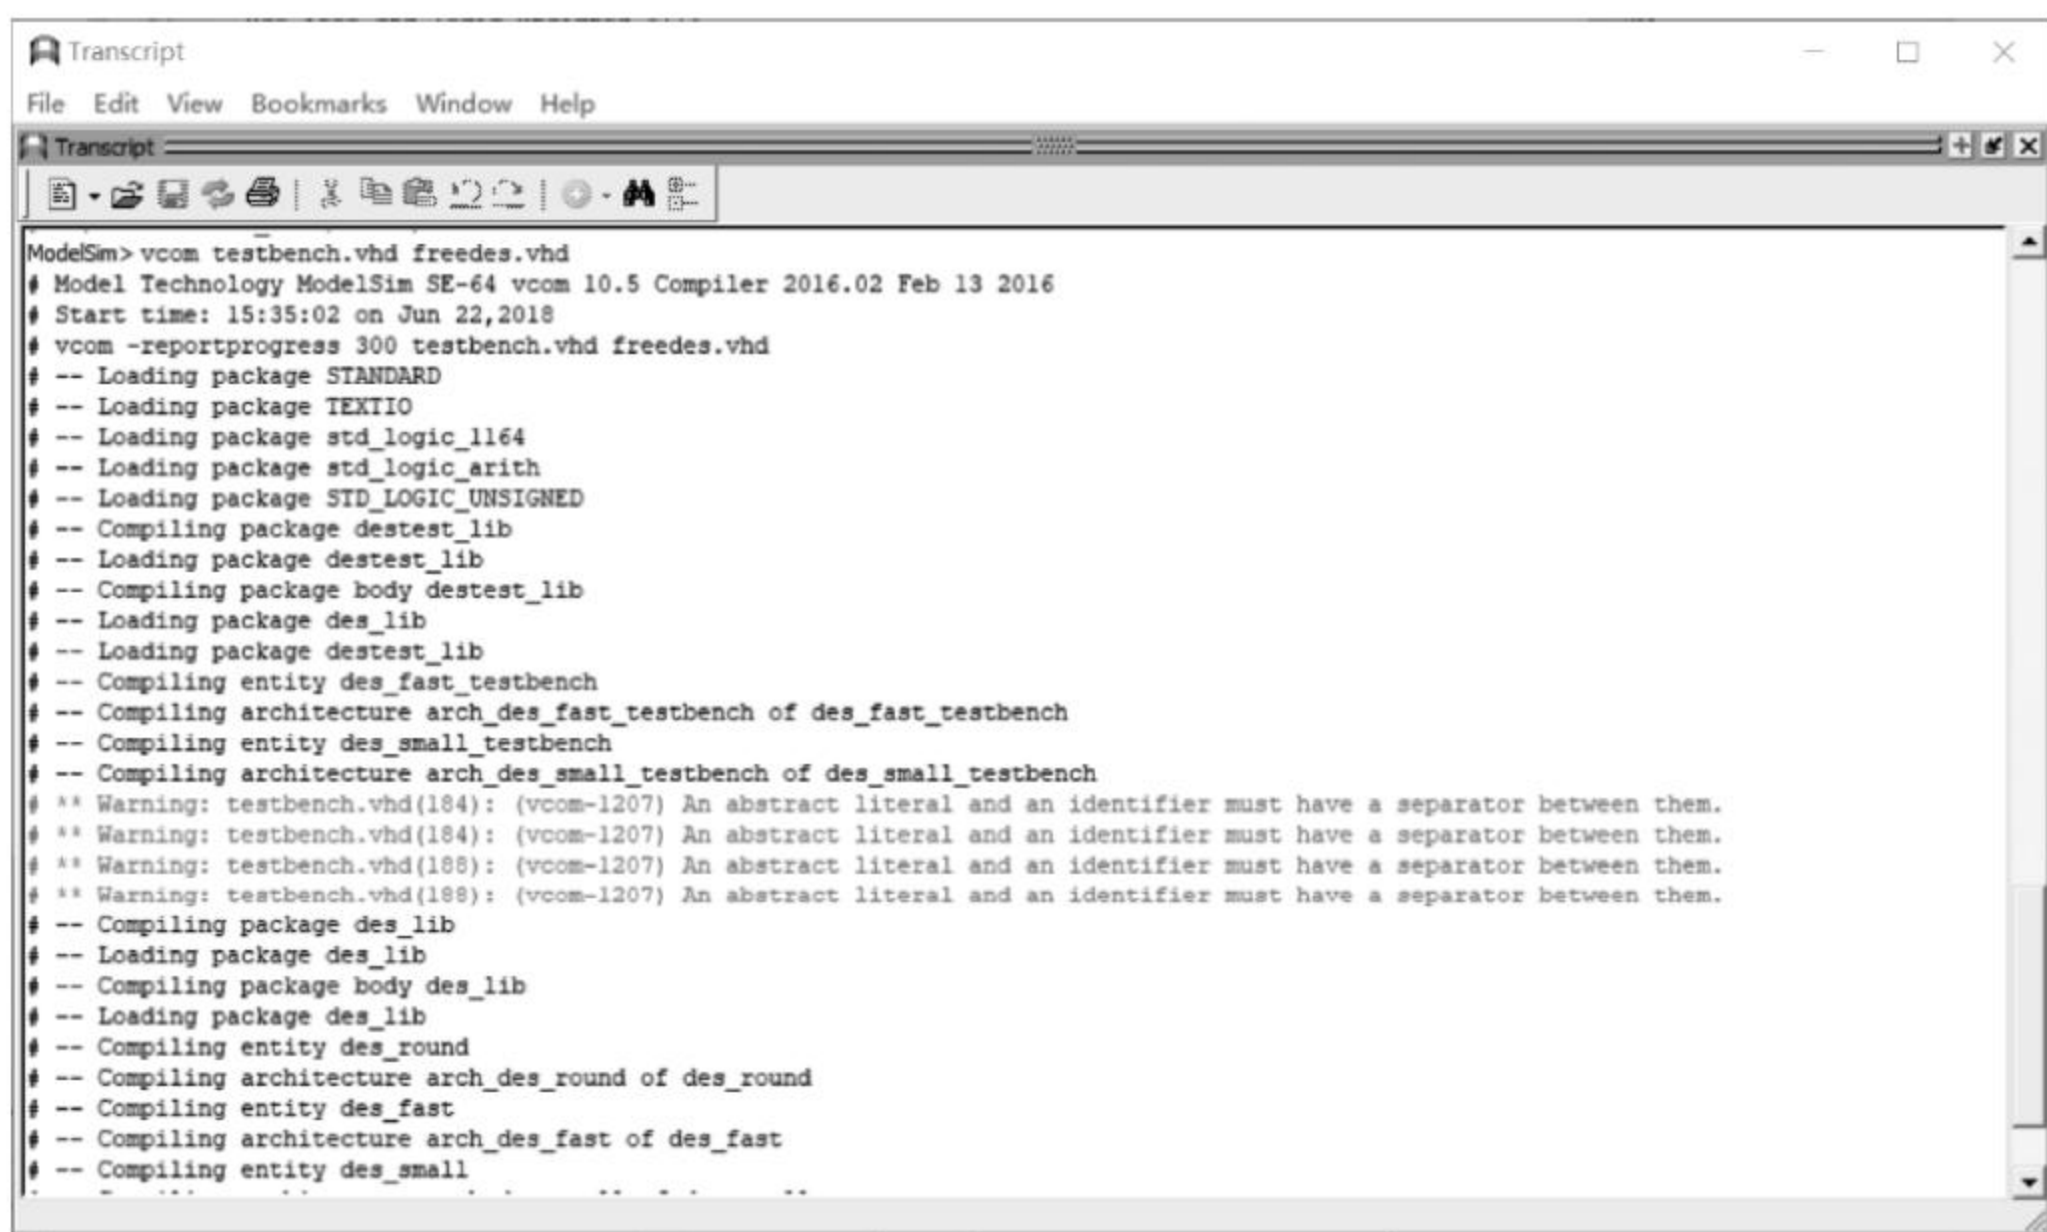 Transcript
File Edit View Bookmarks Window Help
Transcript
ModelSim> vcom testbench.vhd freedes.vhd
# Model Technology ModelSim SE-64 vcom 10.5 Compiler 2016.02 Feb 13 2016
# Start time: 15:35:02 on Jun 22,2018
# vcom -reportprogress 300 testbench.vhd freedes.vhd
# -- Loading package STANDARD
# -- Loading package TEXTIO
# -- Loading package std_logic_1164
# -- Loading package std_logic_arith
# -- Loading package STD_LOGIC_UNSIGNED
# -- Compiling package destest_lib
# -- Loading package destest_lib
# -- Compiling package body destest_lib
# -- Loading package des_lib
# -- Loading package destest_lib
# -- Compiling entity des_fast_testbench
# -- Compiling architecture arch_des_fast_testbench of des_fast_testbench
# -- Compiling entity des_small_testbench
# -- Compiling architecture arch_des_small_testbench of des_small_testbench
# ** Warning: testbench.vhd(184): (vcom-1207) An abstract literal and an identifier must have a separator between them.
# ** Warning: testbench.vhd(184): (vcom-1207) An abstract literal and an identifier must have a separator between them.
# ** Warning: testbench.vhd(188): (vcom-1207) An abstract literal and an identifier must have a separator between them.
# ** Warning: testbench.vhd(188): (vcom-1207) An abstract literal and an identifier must have a separator between them.
# -- Compiling package des_lib
# -- Loading package des_lib
# -- Compiling package body des_lib
# -- Loading package des_lib
# -- Compiling entity des_round
# -- Compiling architecture arch_des_round of des_round
# -- Compiling entity des_fast
# -- Compiling architecture arch_des_fast of des_fast
# -- Compiling entity des_small